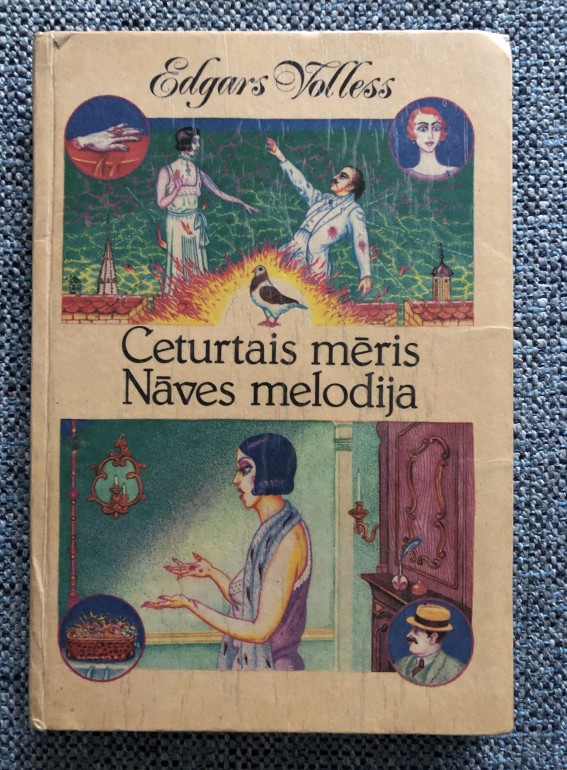 Edgars Volless
Ceturtais mēris
Nāves melodija